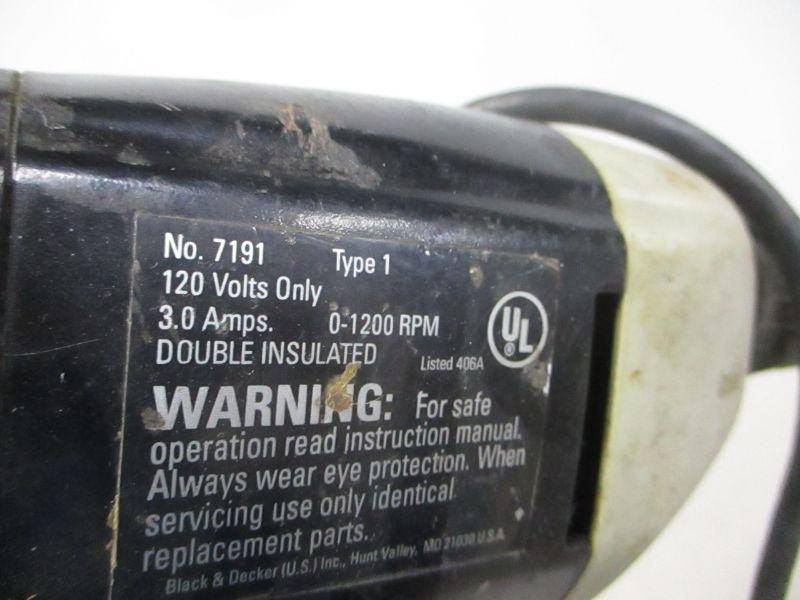 No. 7191 Type 1
120 Volts Only
3.0 Amps. 0-1200 RPM
UL ®
DOUBLE INSULATED Listed 406A
WARNING: For safe
operation read instruction manual.
Always wear eye protection. When
servicing use only identical
replacement parts.
Black & Decker (U.S.) Inc., Hunt Valley, MD 21030 U.S.A.